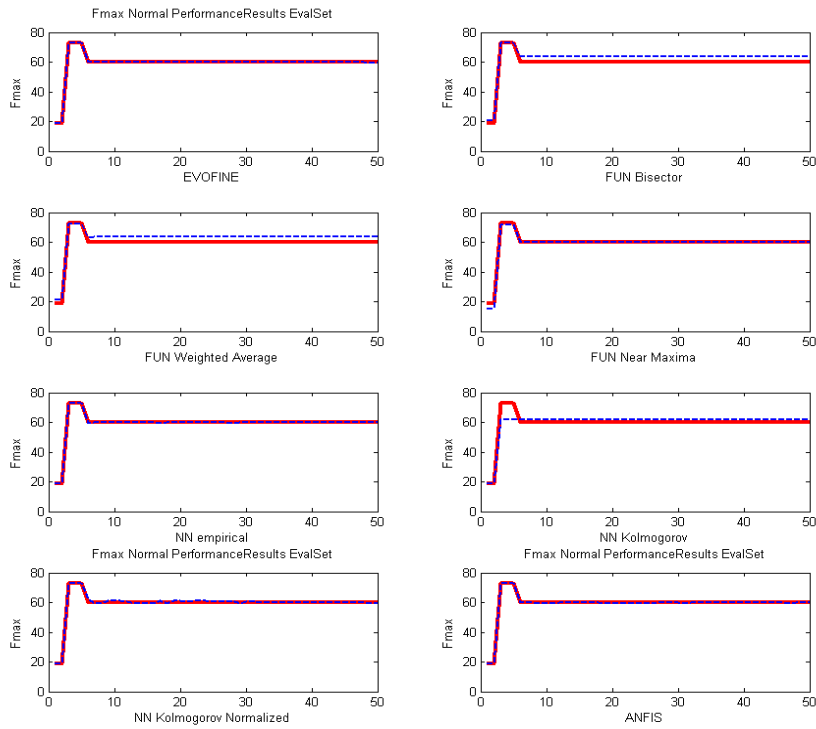 Fmax Normal PerformanceResults EvalSet
80
60
40
20
0
Fmax
0 10 20 30 40 50
EVOFINE
80
60
40
20
0
Fmax
0 10 20 30 40 50
FUN Bisector
80
60
40
20
0
Fmax
0 10 20 30 40 50
FUN Weighted Average
80
60
40
20
0
Fmax
0 10 20 30 40 50
FUN Near Maxima
80
60
40
20
0
Fmax
0 10 20 30 40 50
NN empirical
80
60
40
20
0
Fmax
0 10 20 30 40 50
NN Kolmogorov
Fmax Normal PerformanceResults EvalSet
80
60
40
20
0
Fmax
0 10 20 30 40 50
NN Kolmogorov Normalized
Fmax Normal PerformanceResults EvalSet
80
60
40
20
0
Fmax
0 10 20 30 40 50
ANFIS